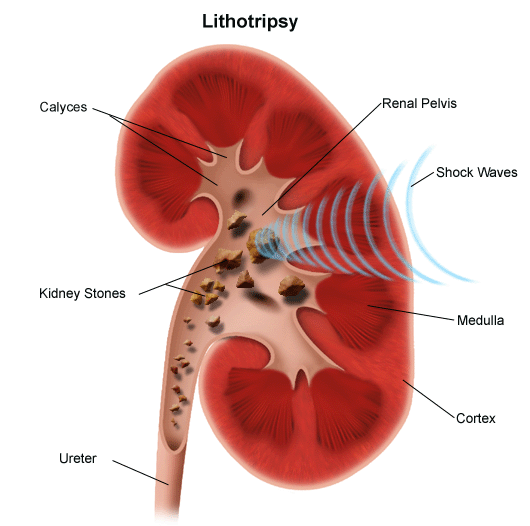 Lithotripsy
Calyces
Renal Pelvis
Shock Waves
Kidney Stones
Medulla
Cortex
Ureter